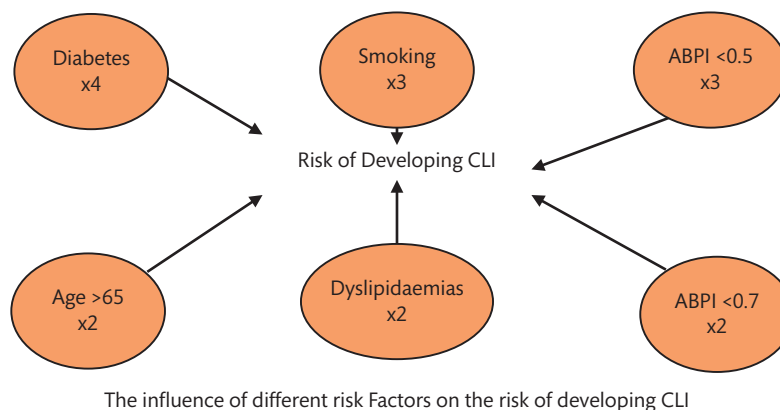 Diabetes
x4
Smoking
x3
ABPI <0.5
x3
Risk of Developing CLI
Age >65
x2
Dyslipidaemias
x2
ABPI <0.7
x2
The influence of different risk Factors on the risk of developing CLI